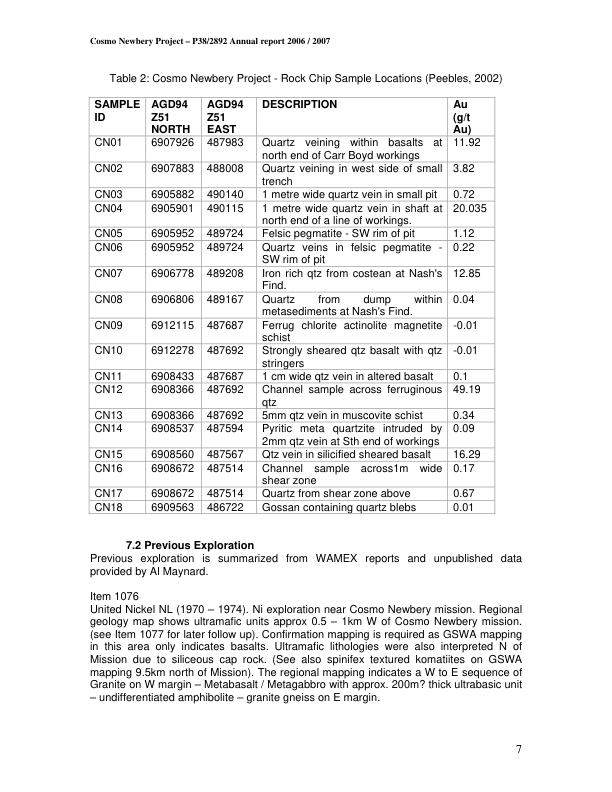 Cosmo Newbery Project – P38/2892 Annual report 2006 / 2007
Table 2: Cosmo Newbery Project - Rock Chip Sample Locations (Peebles, 2002)
SAMPLE ID AGD94 Z51 NORTH AGD94 Z51 EAST DESCRIPTION Au (g/t Au)
CN01 6907926 487983 Quartz veining within basalts at north end of Carr Boyd workings 11.92
CN02 6907883 488008 Quartz veining in west side of small trench 3.82
CN03 6905882 490140 1 metre wide quartz vein in small pit 0.72
CN04 6905901 490115 1 metre wide quartz vein in shaft at north end of a line of workings. 20.035
CN05 6905952 489724 Felsic pegmatite - SW rim of pit 1.12
CN06 6905952 489724 Quartz veins in felsic pegmatite - SW rim of pit 0.22
CN07 6906778 489208 Iron rich qtz from costean at Nash's Find. 12.85
CN08 6906806 489167 Quartz from dump within metasediments at Nash's Find. 0.04
CN09 6912115 487687 Ferrug chlorite actinolite magnetite schist -0.01
CN10 6912278 487692 Strongly sheared qtz basalt with qtz stringers -0.01
CN11 6908433 487687 1 cm wide qtz vein in altered basalt 0.1
CN12 6908366 487692 Channel sample across ferruginous qtz 49.19
CN13 6908366 487692 5mm qtz vein in muscovite schist 0.34
CN14 6908537 487594 Pyritic meta quartzite intruded by 2mm qtz vein at Sth end of workings 0.09
CN15 6908560 487567 Qtz vein in silicified sheared basalt 16.29
CN16 6908672 487514 Channel sample across1m wide shear zone 0.17
CN17 6908672 487514 Quartz from shear zone above 0.67
CN18 6909563 486722 Gossan containing quartz blebs 0.01
7.2 Previous Exploration
Previous exploration is summarized from WAMEX reports and unpublished data
provided by Al Maynard.
Item 1076
United Nickel NL (1970 – 1974). Ni exploration near Cosmo Newbery mission. Regional
geology map shows ultramafic units approx 0.5 – 1km W of Cosmo Newbery mission.
(see Item 1077 for later follow up). Confirmation mapping is required as GSWA mapping
in this area only indicates basalts. Ultramafic lithologies were also interpreted N of
Mission due to siliceous cap rock. (See also spinifex textured komatiites on GSWA
mapping 9.5km north of Mission). The regional mapping indicates a W to E sequence of
Granite on W margin – Metabasalt / Metagabbro with approx. 200m? thick ultrabasic unit
– undifferentiated amphibolite – granite gneiss on E margin.
7